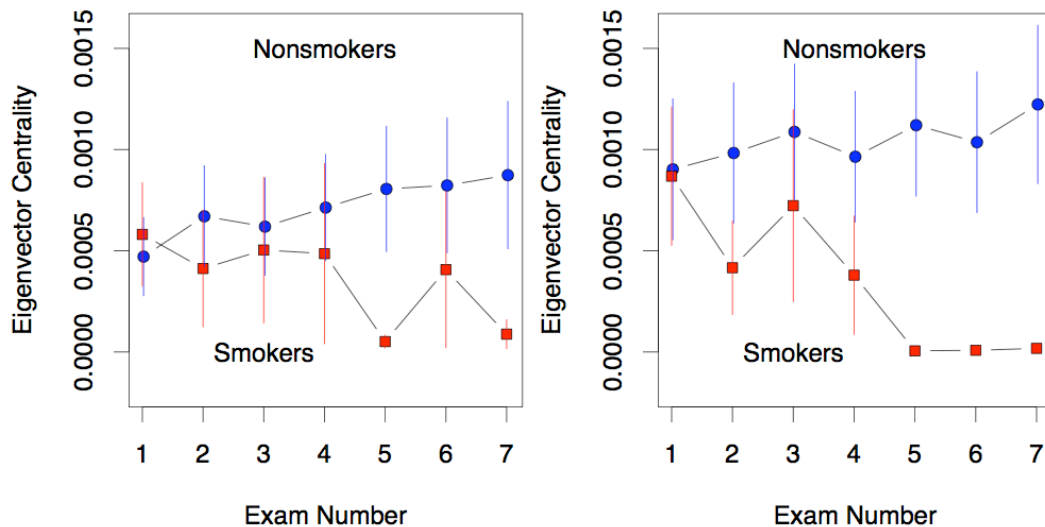 Nonsmokers
Smokers
Eigenvector Centrality
0.0015
0.0010
0.0005
0.0000
1 2 3 4 5 6 7
Exam Number
Nonsmokers
Smokers
Eigenvector Centrality
0.0015
0.0010
0.0005
0.0000
1 2 3 4 5 6 7
Exam Number